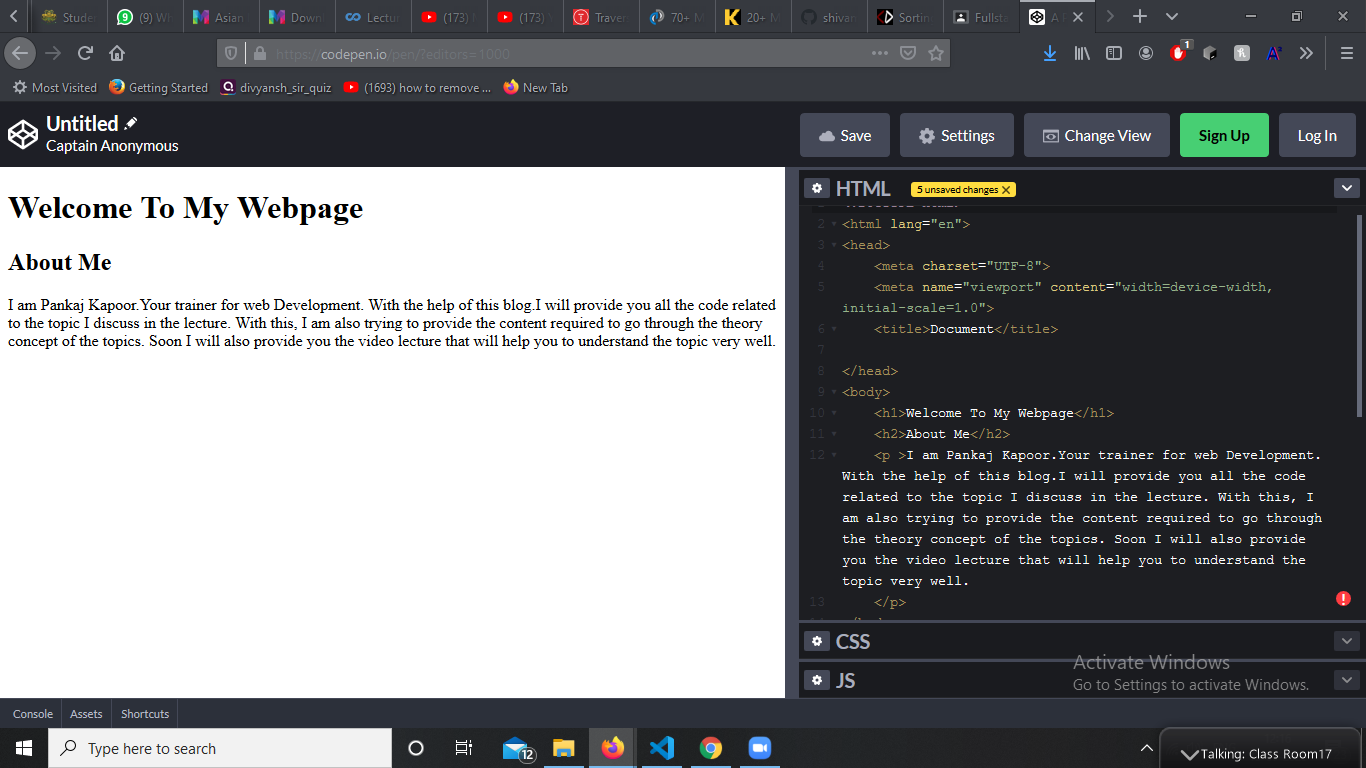 Studen
(9) Wh
Asian
Down
Lectur
(173)
(173)
Traver
70+ M
20+ M
shivan
Sortin
Fullsta
A
https://codepen.io/pen/?editors=1000
1
Most Visited
Getting Started
divyansh_sir_quiz
(1693) how to remove ...
New Tab
Untitled
Captain Anonymous
Save
Settings
Change View
Sign Up
Log In
Welcome To My Webpage
About Me
I am Pankaj Kapoor.Your trainer for web Development. With the help of this blog.I will provide you all the code related
to the topic I discuss in the lecture. With this, I am also trying to provide the content required to go through the theory
concept of the topics. Soon I will also provide you the video lecture that will help you to understand the topic very well.
HTML
5 unsaved changes X
2 <html lang="en">
3 <head>
4 <meta charset="UTF-8">
5 <meta name="viewport" content="width=device-width,
initial-scale=1.0">
6 <title>Document</title>
7
8 </head>
9 <body>
10 <h1>Welcome To My Webpage</h1>
11 <h2>About Me</h2>
12 <p >I am Pankaj Kapoor.Your trainer for web Development.
With the help of this blog.I will provide you all the code
related to the topic I discuss in the lecture. With this, I
am also trying to provide the content required to go through
the theory concept of the topics. Soon I will also provide
you the video lecture that will help you to understand the
topic very well.
13 </p>
CSS
JS
Activate Windows
Go to Settings to activate Windows.
Console
Assets
Shortcuts
Type here to search
12
Talking: Class Room17